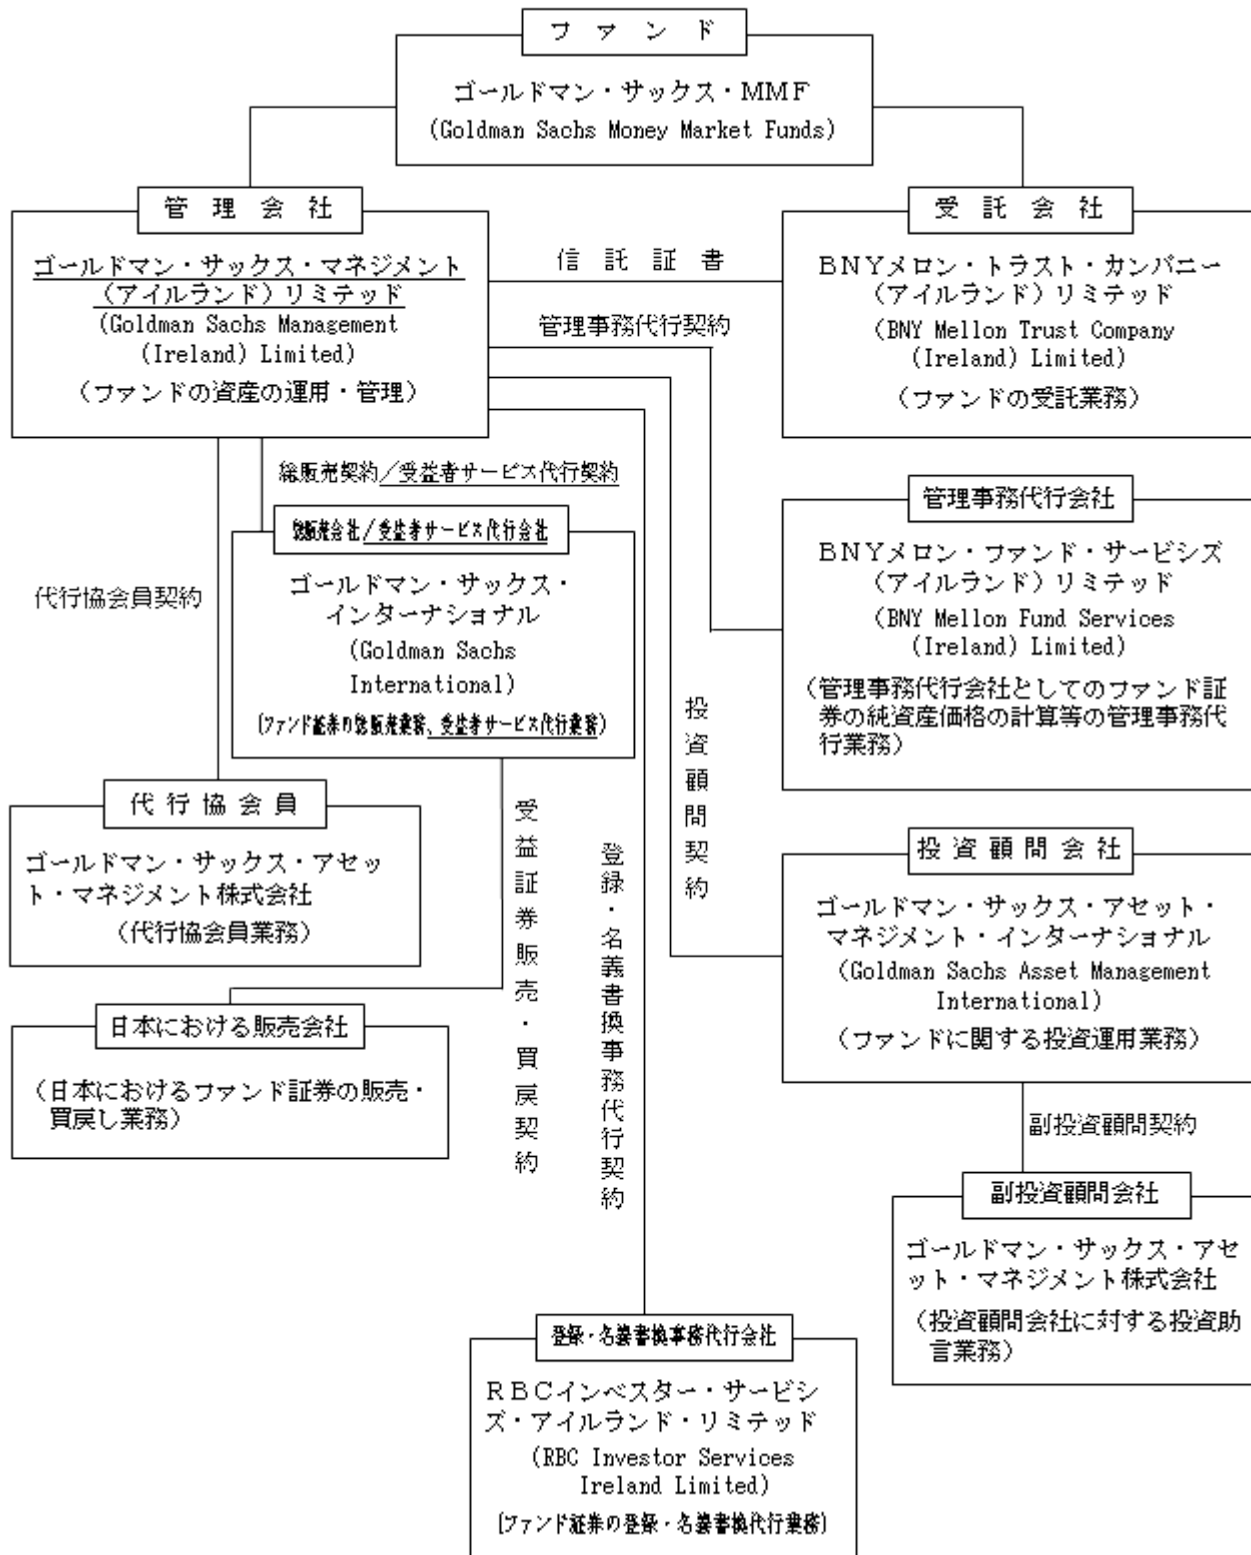 ファンド
ゴールドマン・サックス・ＭＭＦ
(Goldman Sachs Money Market Funds)
管理会社
ゴールドマン・サックス・マネジメント
（アイルランド）リミテッド
(Goldman Sachs Management
(Ireland) Limited)
（ファンドの資産の運用・管理）
信託証書
管理事務代行契約
受託会社
ＢＮＹメロン・トラスト・カンパニー
（アイルランド）リミテッド
(BNY Mellon Trust Company
(Ireland) Limited)
（ファンドの受託業務）
総販売契約／受益者サービス代行契約
総販売会社／受益者サービス代行会社
ゴールドマン・サックス・
インターナショナル
(Goldman Sachs
International)
(ファンド証券の総販売業務、受益者サービス代行業務)
代行協会員契約
管理事務代行会社
ＢＮＹメロン・ファンド・サービシズ
（アイルランド）リミテッド
(BNY Mellon Fund Services
(Ireland) Limited)
（管理事務代行会社としてのファンド証
券の純資産価格の計算等の管理事務代
行業務）
投資顧問契約
代行協会員
ゴールドマン・サックス・アセッ
ト・マネジメント株式会社
（代行協会員業務）
受益証券販売・買戻契約
登録・名義書換事務代行契約
投資顧問会社
ゴールドマン・サックス・アセット・
マネジメント・インターナショナル
(Goldman Sachs Asset Management
International)
（ファンドに関する投資運用業務）
日本における販売会社
（日本におけるファンド証券の販売・
買戻し業務）
副投資顧問契約
副投資顧問会社
ゴールドマン・サックス・アセ
ット・マネジメント株式会社
（投資顧問会社に対する投資助
言業務）
登録・名義書換事務代行会社
ＲＢＣインベスター・サービシ
ズ・アイルランド・リミテッド
(RBC Investor Services
Ireland Limited)
(ファンド証券の登録・名義書換代行業務)